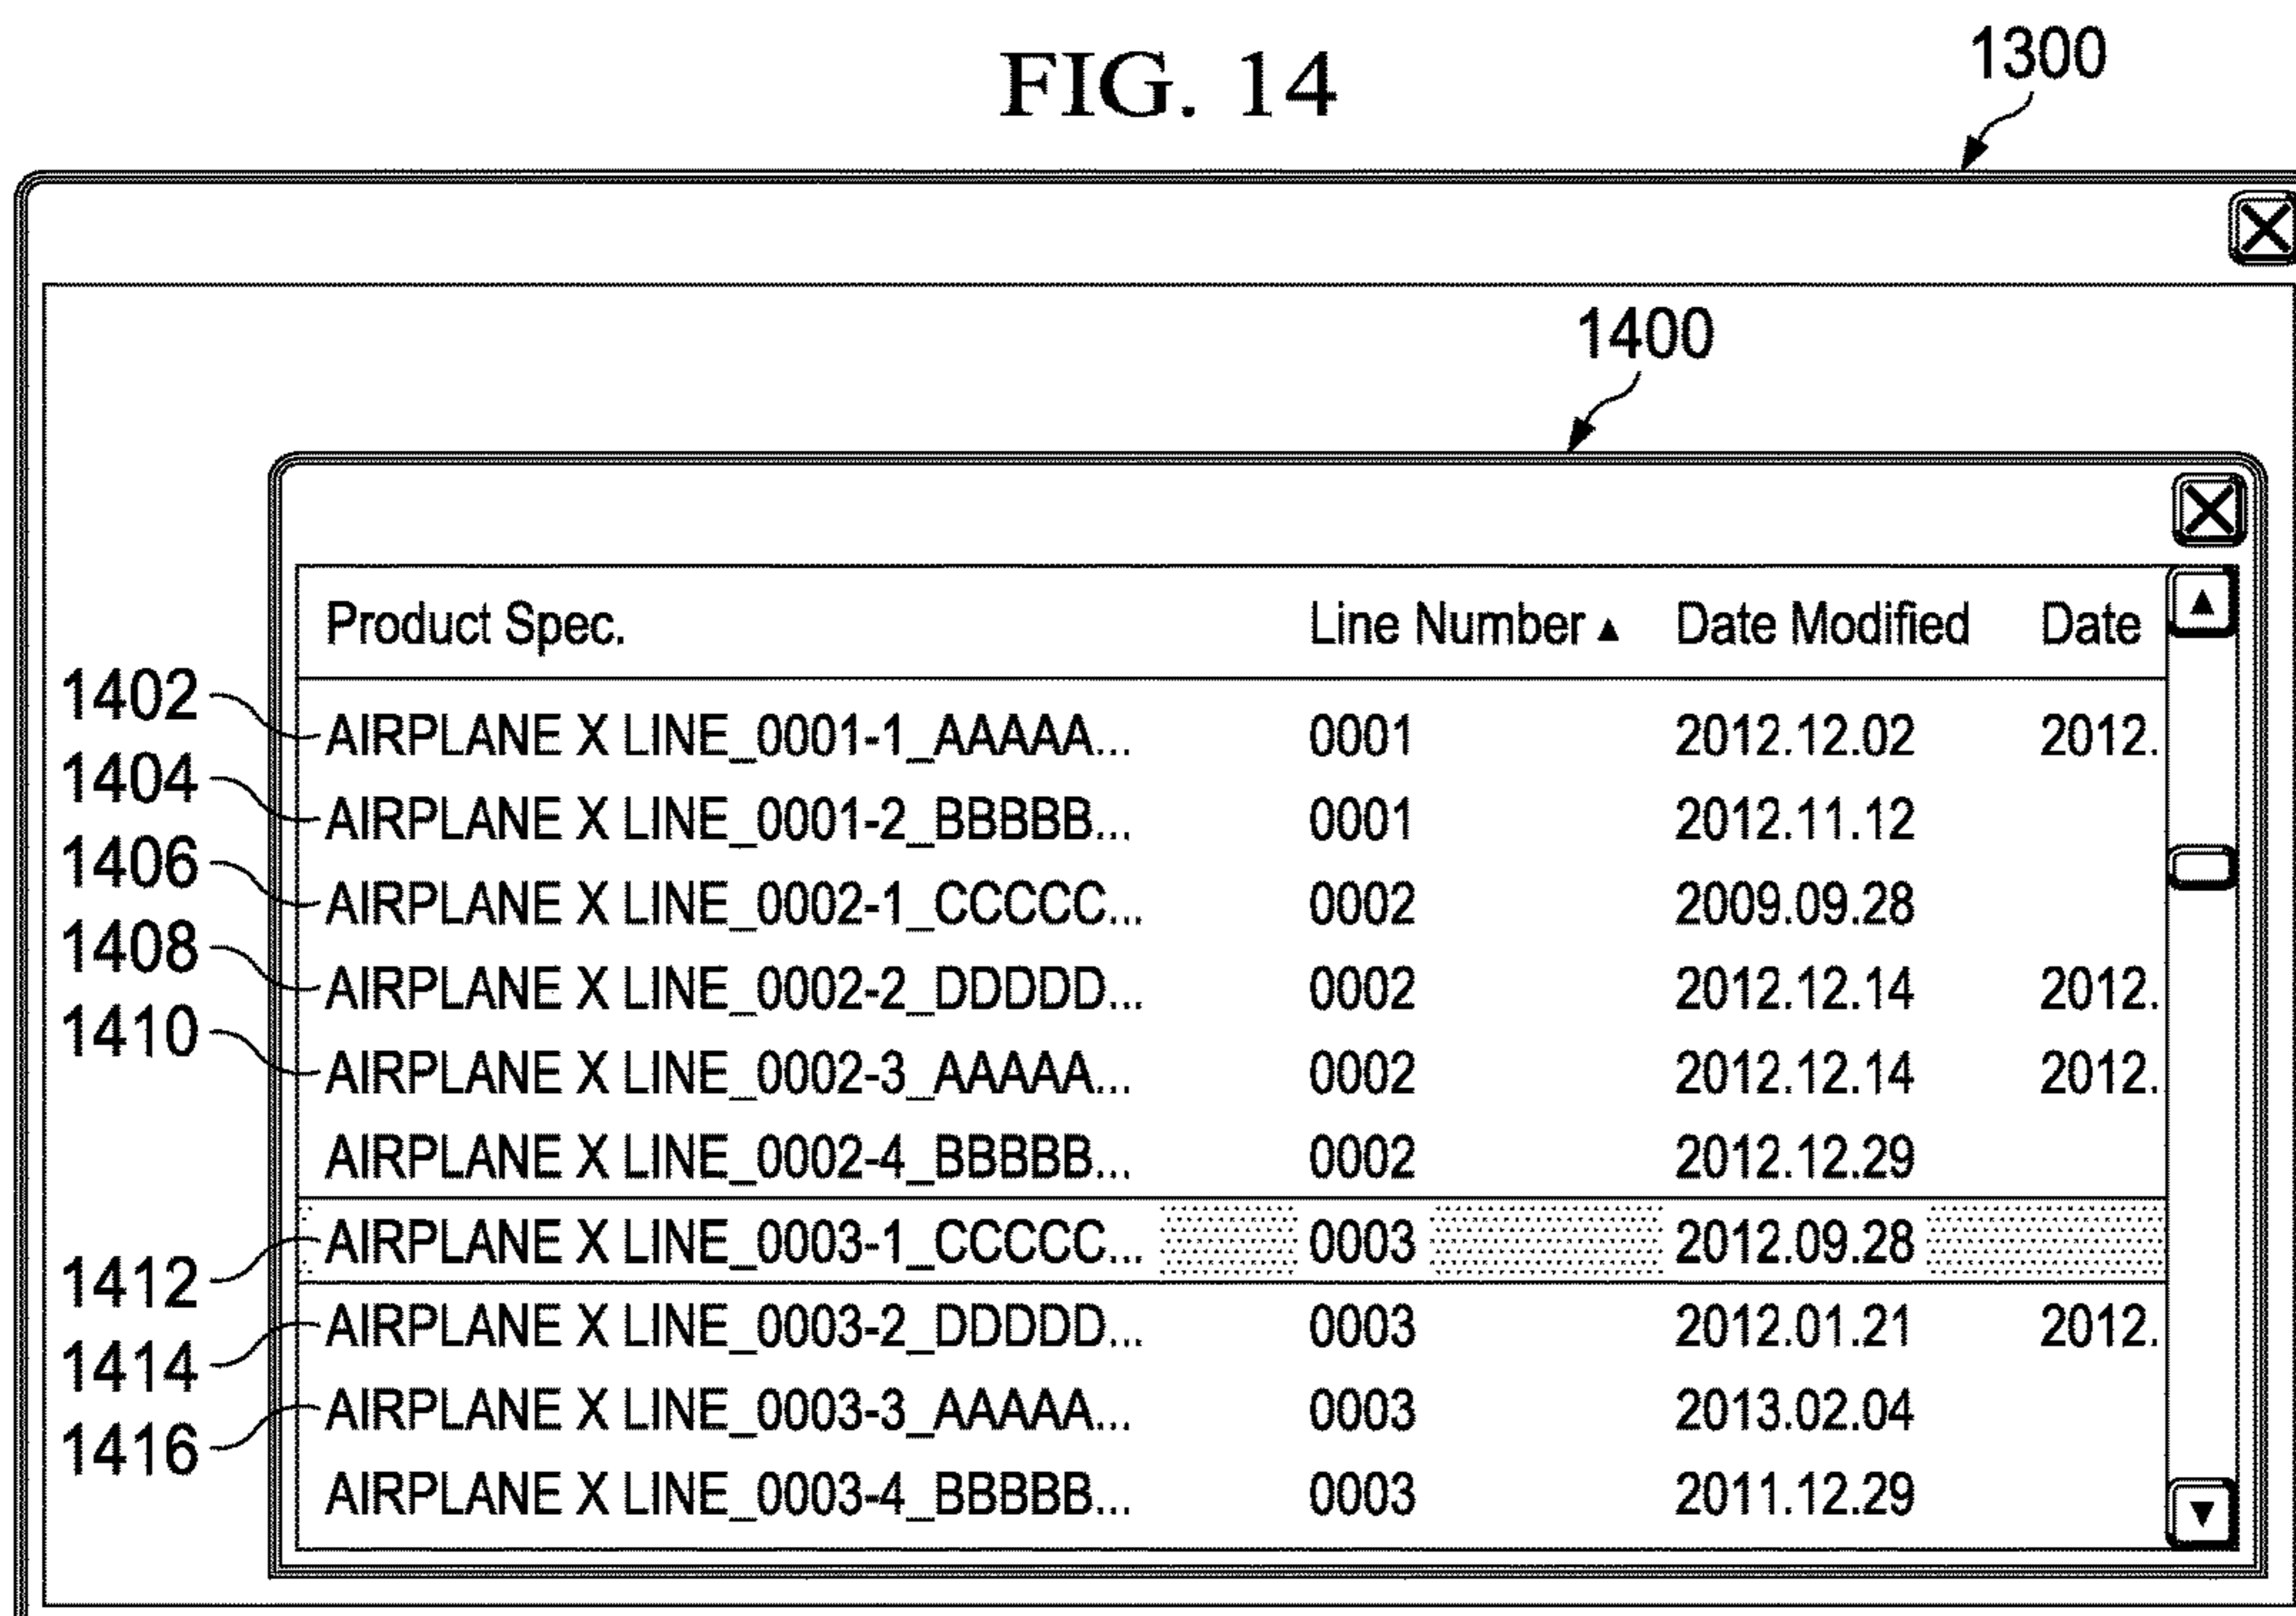 FIG. 14
1300
1400
Product Spec. Line Number ▲ Date Modified Date
1402 AIRPLANE X LINE_0001-1_AAAAA... 0001 2012.12.02 2012.
1404 AIRPLANE X LINE_0001-2_BBBBB... 0001 2012.11.12
1406 AIRPLANE X LINE_0002-1_CCCCC... 0002 2009.09.28
1408 AIRPLANE X LINE_0002-2_DDDDD... 0002 2012.12.14 2012.
1410 AIRPLANE X LINE_0002-3_AAAAA... 0002 2012.12.14 2012.
AIRPLANE X LINE_0002-4_BBBBB... 0002 2012.12.29
1412 AIRPLANE X LINE_0003-1_CCCCC... 0003 2012.09.28
1414 AIRPLANE X LINE_0003-2_DDDDD... 0003 2012.01.21 2012.
1416 AIRPLANE X LINE_0003-3_AAAAA... 0003 2013.02.04
AIRPLANE X LINE_0003-4_BBBBB... 0003 2011.12.29